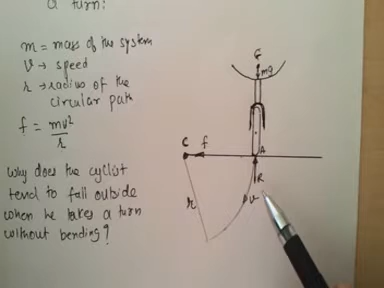 a turn:
m = mass of the system
v → speed
r → radius of the
circular path
f = mv²/r
why does the cyclist
tend to fall outside
when he takes a turn
without bending?
G
mg
C
f
A
R
r
v